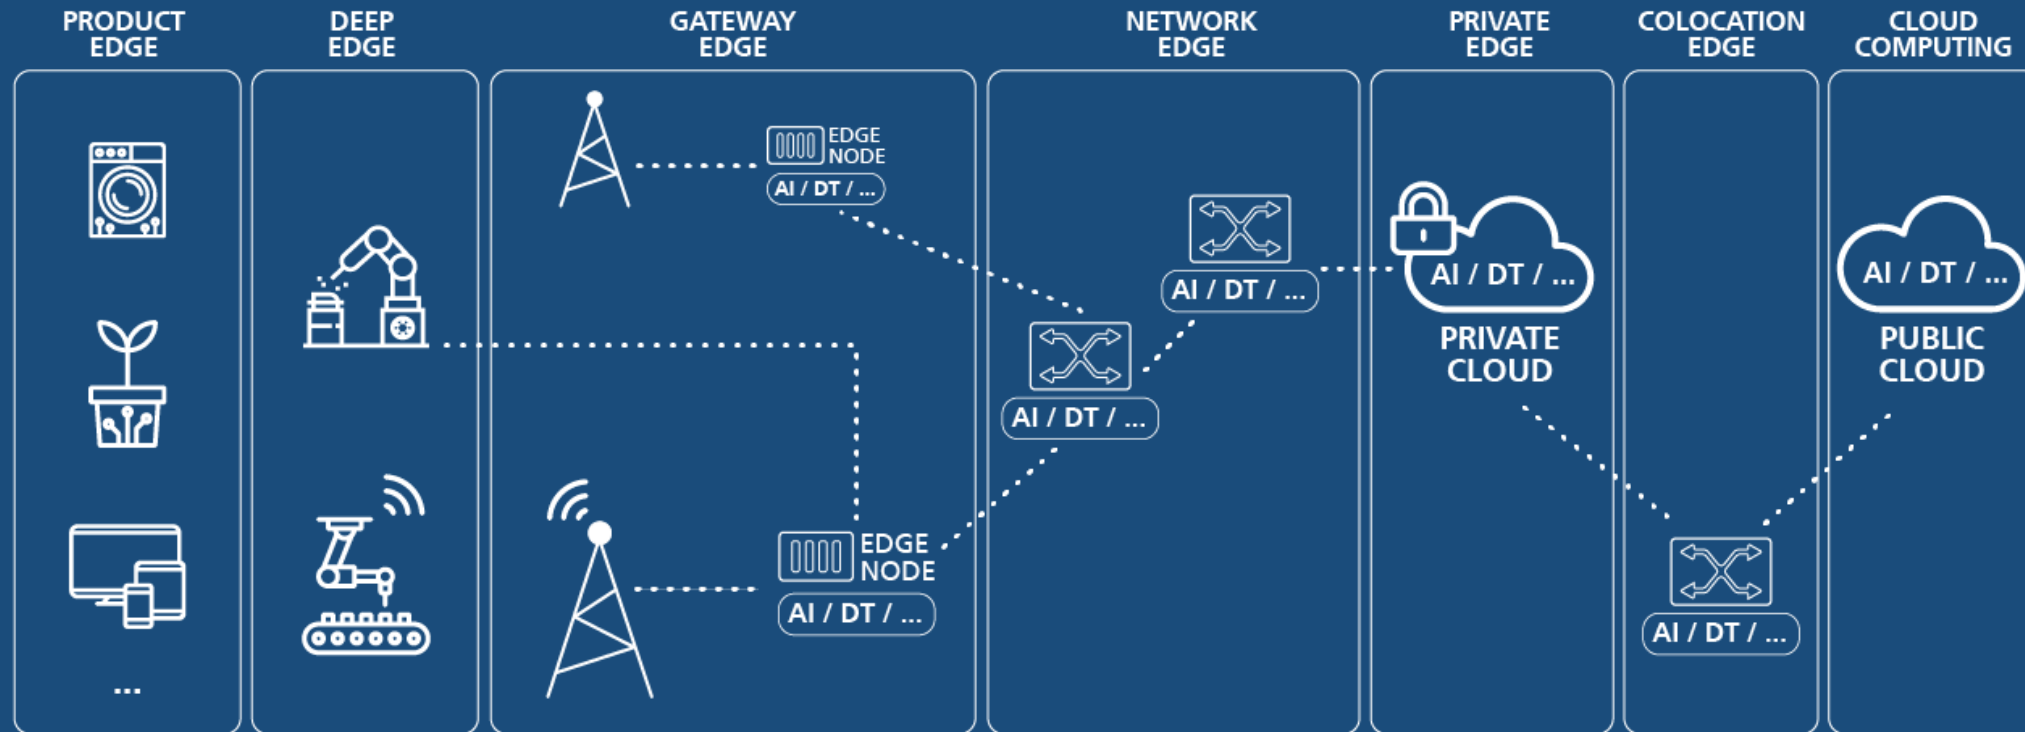 PRODUCT
EDGE
DEEP
EDGE
GATEWAY
EDGE
NETWORK
EDGE
PRIVATE
EDGE
COLOCATION
EDGE
CLOUD
COMPUTING
...
EDGE
NODE
AI / DT / ...
EDGE
NODE
AI / DT / ...
AI / DT / ...
AI / DT / ...
AI / DT / ...
PRIVATE
CLOUD
AI / DT / ...
AI / DT / ...
PUBLIC
CLOUD